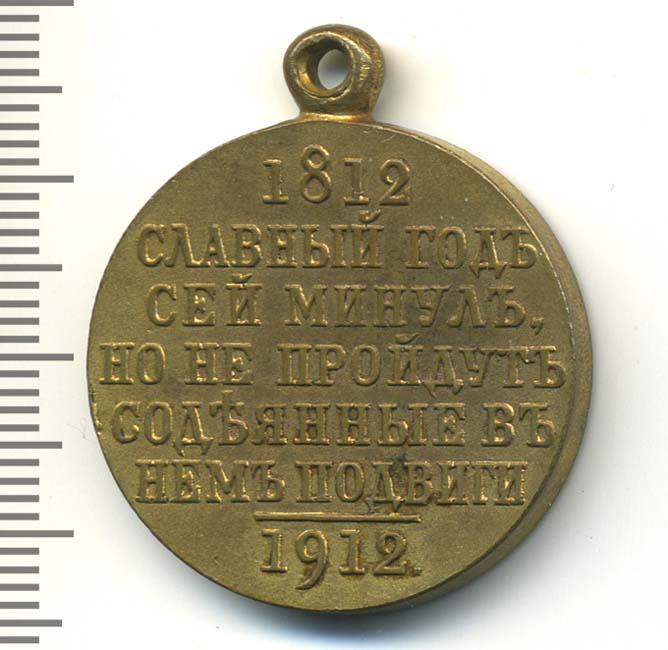 1812
СЛАВНЫЙ ГОДЪ
СЕЙ МИНУЛЪ,
НО НЕ ПРОЙДУТЪ
СОДѢЯННЫЕ ВЪ
НЕМЪ ПОДВИГИ
1912